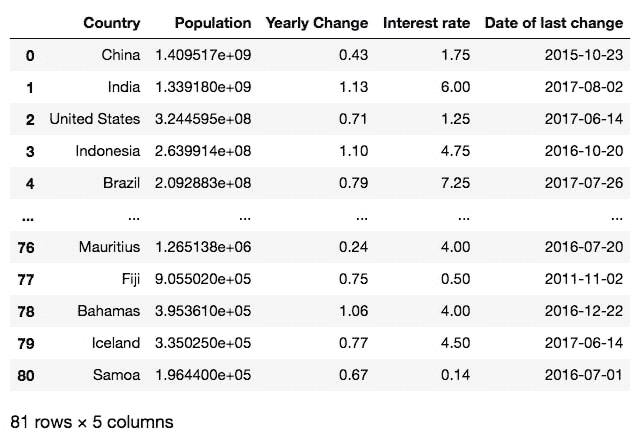 Country Population Yearly Change Interest rate Date of last change
0 China 1.409517e+09 0.43 1.75 2015-10-23
1 India 1.339180e+09 1.13 6.00 2017-08-02
2 United States 3.244595e+08 0.71 1.25 2017-06-14
3 Indonesia 2.639914e+08 1.10 4.75 2016-10-20
4 Brazil 2.092883e+08 0.79 7.25 2017-07-26
... ... ... ... ... ...
76 Mauritius 1.265138e+06 0.24 4.00 2016-07-20
77 Fiji 9.055020e+05 0.75 0.50 2011-11-02
78 Bahamas 3.953610e+05 1.06 4.00 2016-12-22
79 Iceland 3.350250e+05 0.77 4.50 2017-06-14
80 Samoa 1.964400e+05 0.67 0.14 2016-07-01
81 rows × 5 columns